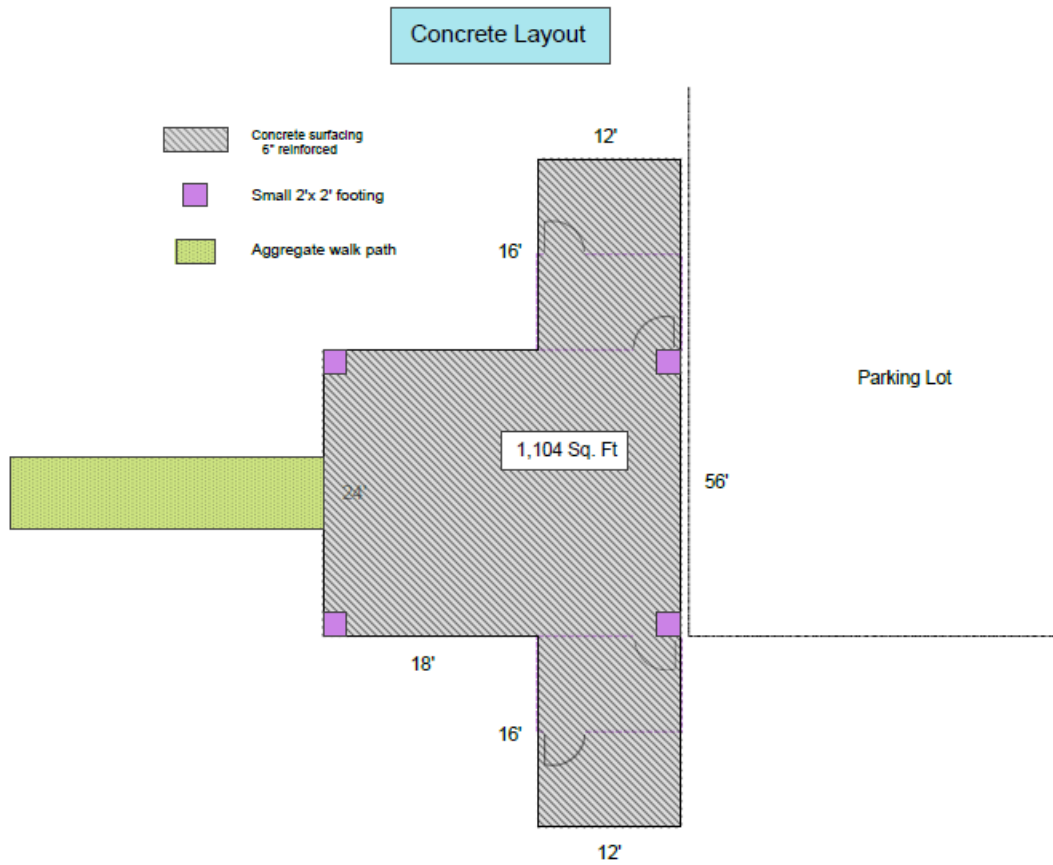 Concrete Layout
Concrete surfacing
6" reinforced
Small 2'x 2' footing
Aggregate walk path
12'
16'
Parking Lot
1,104 Sq. Ft
24'
56'
18'
16'
12'